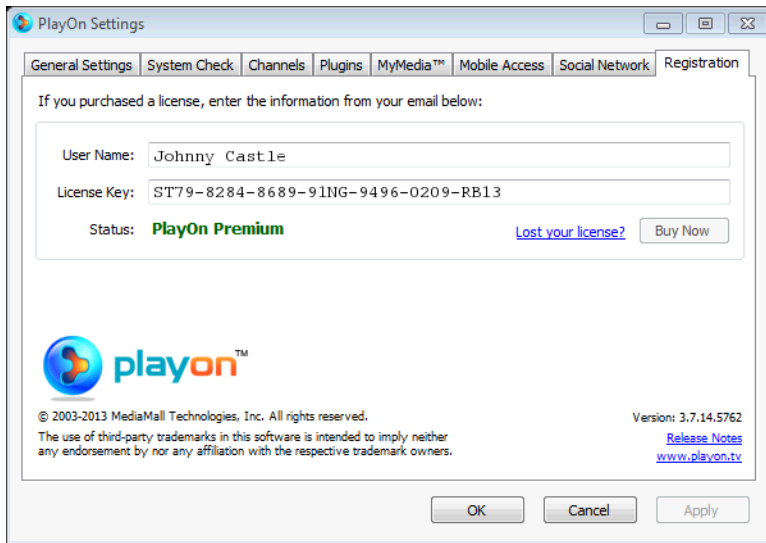 PlayOn Settings
General Settings System Check Channels Plugins MyMedia™ Mobile Access Social Network Registration
If you purchased a license, enter the information from your email below:
User Name: Johnny Castle
License Key: ST79-8284-8689-91NG-9496-0209-RB13
Status: PlayOn Premium Lost your license? Buy Now
playon™
© 2003-2013 MediaMall Technologies, Inc. All rights reserved.
Version: 3.7.14.5762
The use of third-party trademarks in this software is intended to imply neither
Release Notes
any endorsement by nor any affiliation with the respective trademark owners.
www.playon.tv
OK Cancel Apply